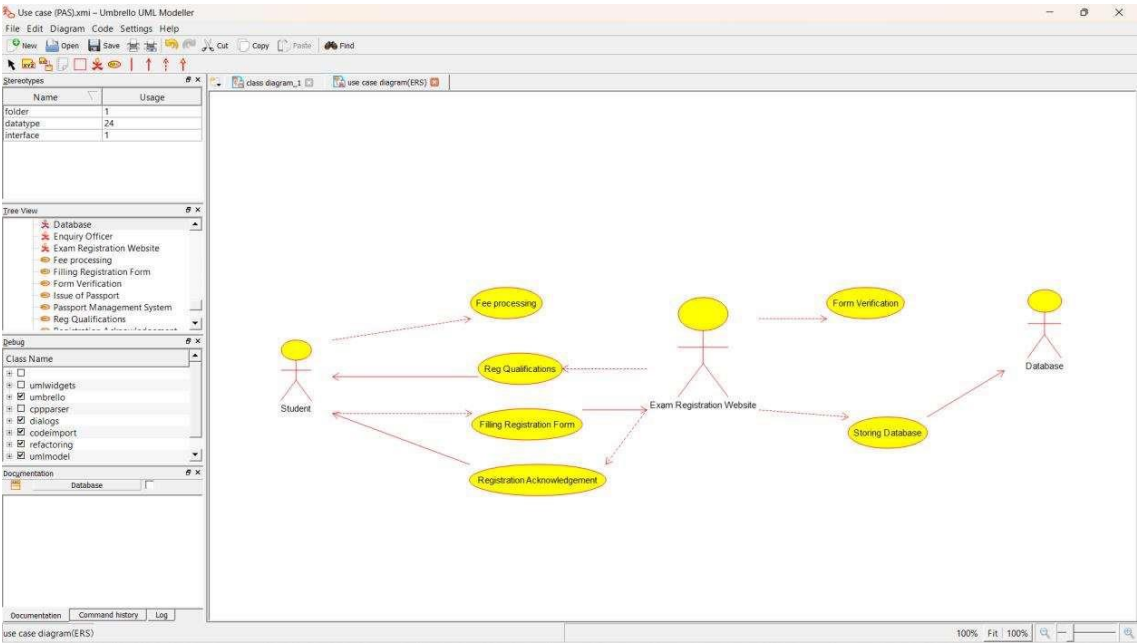 Use case (PAS).xmi – Umbrello UML Modeller
File Edit Diagram Code Settings Help
New Open Save Cut Copy Paste Find
Stereotypes
class diagram_1 use case diagram(ERS)
Name Usage
folder 1
datatype 24
interface 1
Tree View
Database
Enquiry Officer
Exam Registration Website
Fee processing
Filling Registration Form
Form Verification
Issue of Passport
Passport Management System
Reg Qualifications
Debug
Class Name
umlwidgets
umbrello
cppparser
dialogs
codeimport
refactoring
umlmodel
Documentation
Database
Documentation Command history Log
Fee processing
Form Verification
Reg Qualifications
Database
Student
Exam Registration Website
Filling Registration Form
Storing Database
Registration Acknowledgement
use case diagram(ERS)
100% Fit 100%